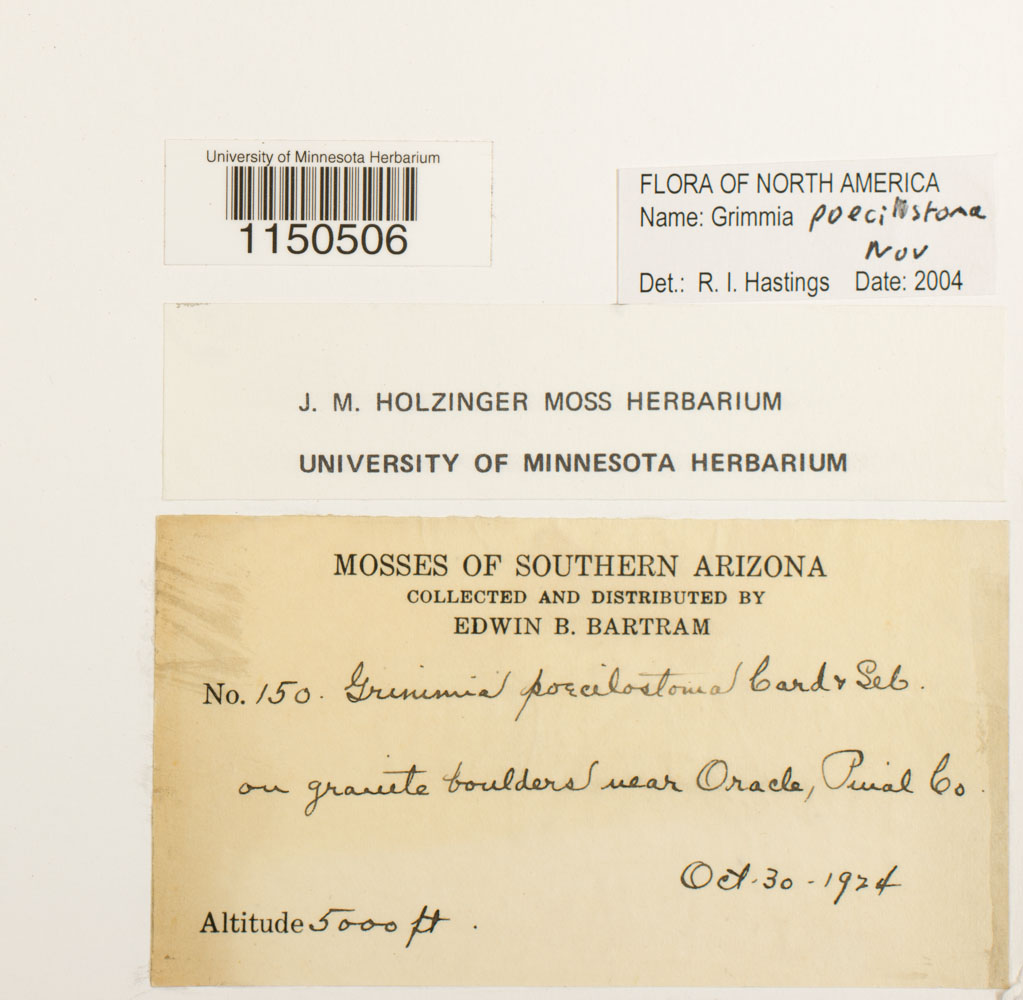 University of Minnesota Herbarium
1150506
FLORA OF NORTH AMERICA
Name: Grimmia poecilostoma
Nov
Det.: R. I. Hastings Date: 2004
J. M. HOLZINGER MOSS HERBARIUM
UNIVERSITY OF MINNESOTA HERBARIUM
MOSSES OF SOUTHERN ARIZONA
COLLECTED AND DISTRIBUTED BY
EDWIN B. BARTRAM
No. 150. Grimmia poecilostoma Card & Seb.
on granite boulders near Oracle, Pinal Co.
Oct. 30 - 1924
Altitude 5000 ft.